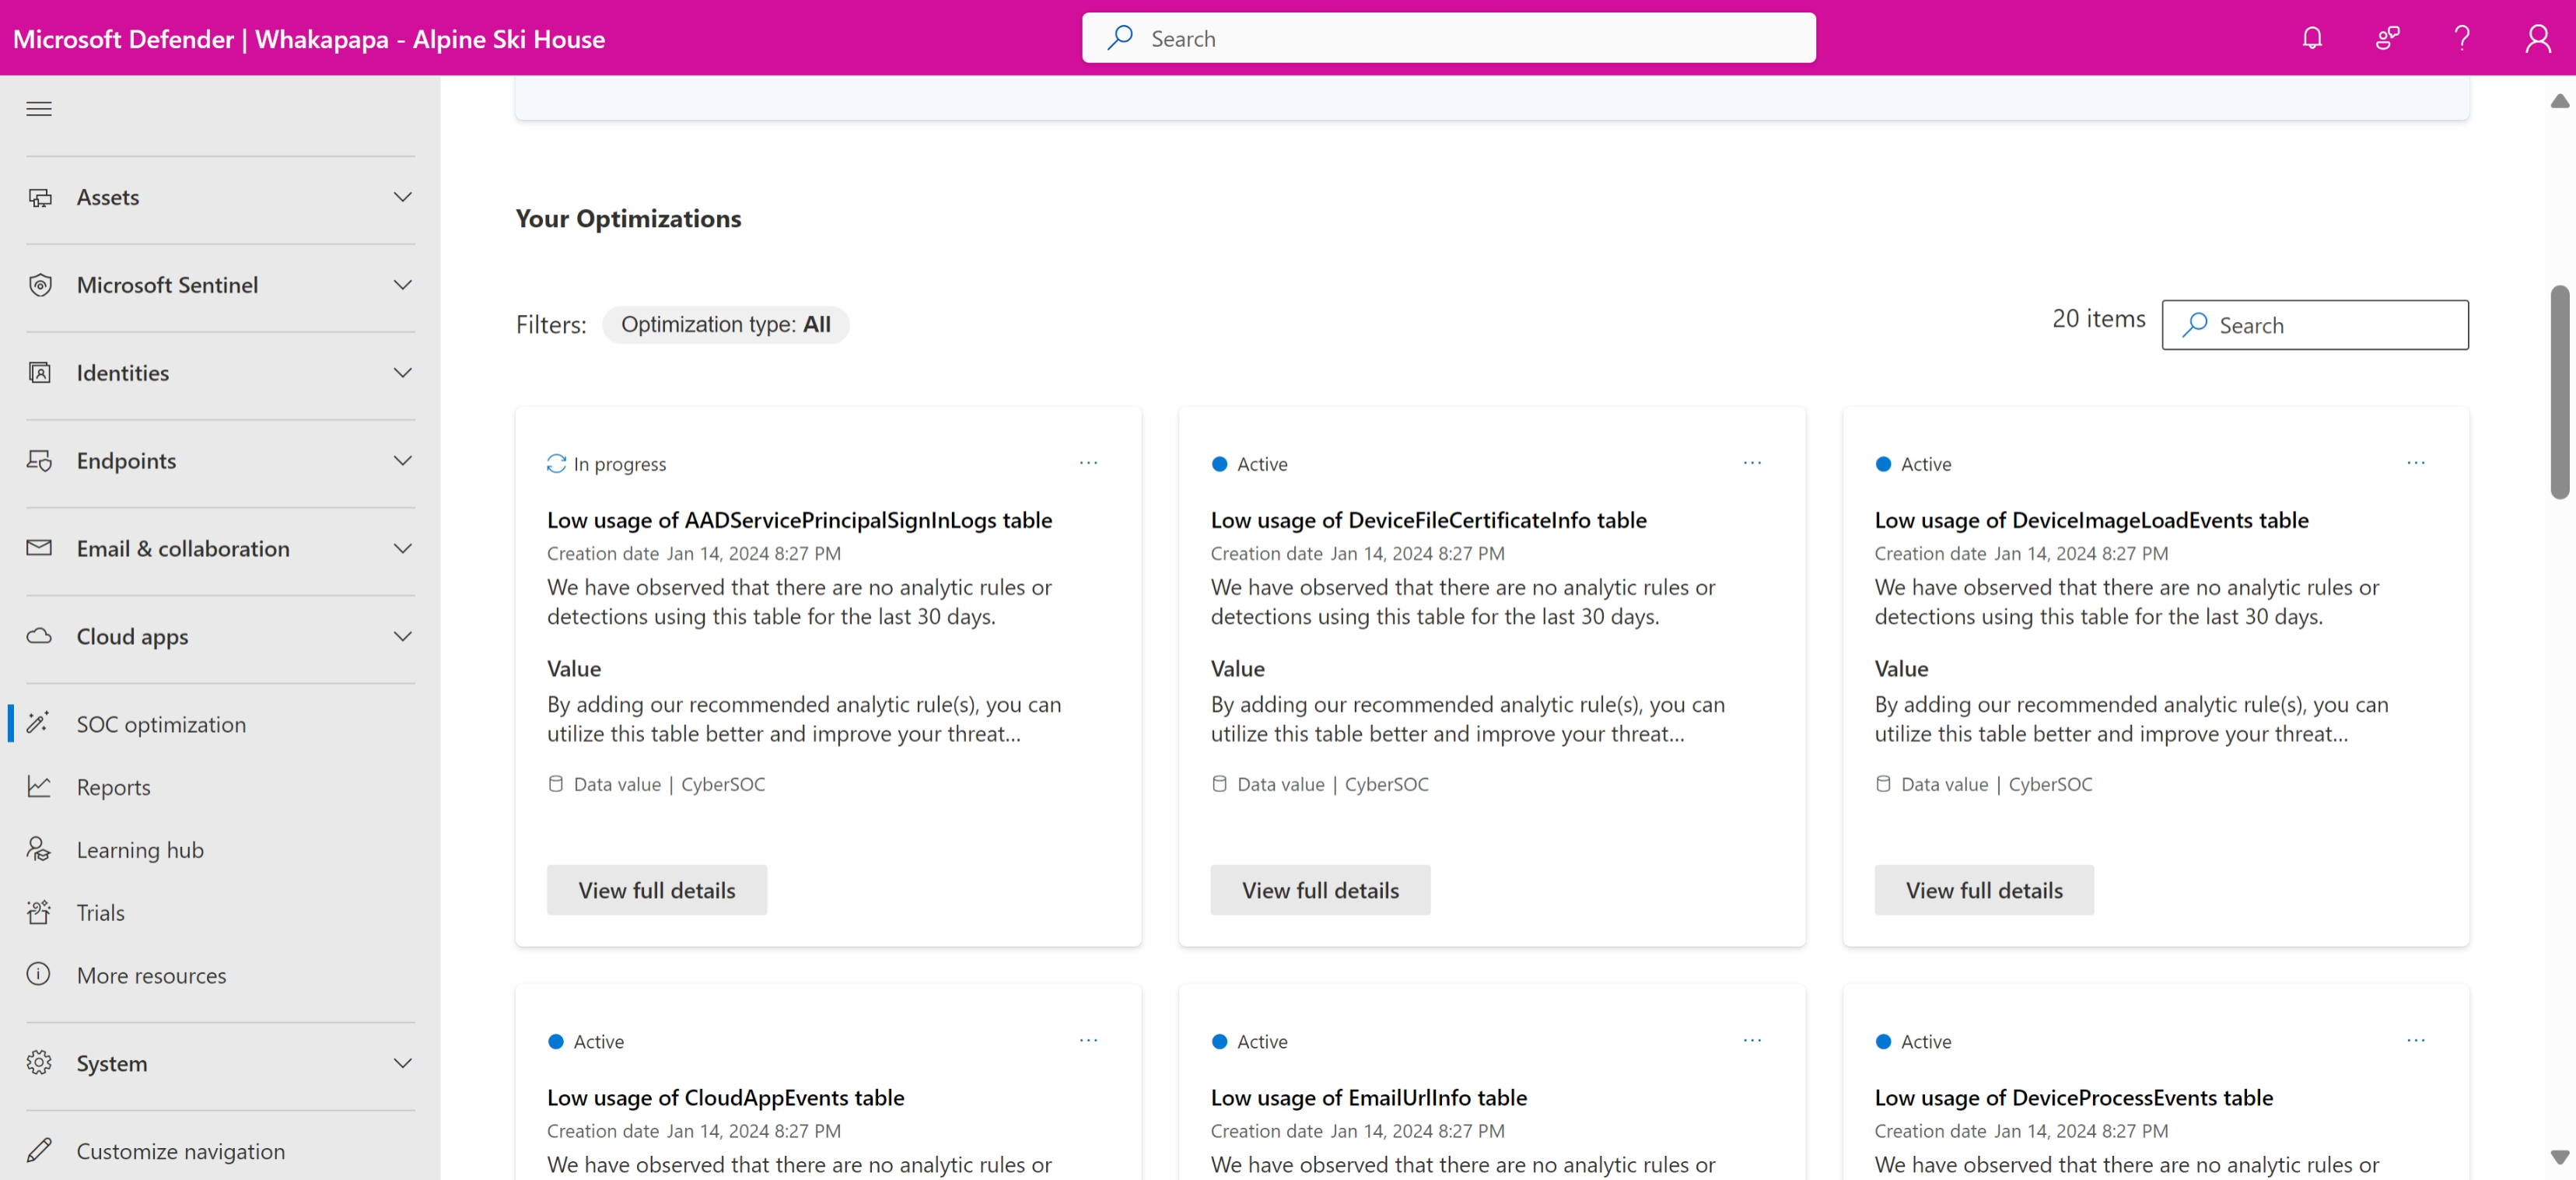 Microsoft Defender | Whakapapa - Alpine Ski House
Search
Assets
Microsoft Sentinel
Identities
Endpoints
Email & collaboration
Cloud apps
SOC optimization
Reports
Learning hub
Trials
More resources
System
Customize navigation
Your Optimizations
Filters: Optimization type: All
20 items
Search
In progress
Low usage of AADServicePrincipalSignInLogs table
Creation date Jan 14, 2024 8:27 PM
We have observed that there are no analytic rules or
detections using this table for the last 30 days.
Value
By adding our recommended analytic rule(s), you can
utilize this table better and improve your threat...
Data value | CyberSOC
View full details
Active
Low usage of DeviceFileCertificateInfo table
Creation date Jan 14, 2024 8:27 PM
We have observed that there are no analytic rules or
detections using this table for the last 30 days.
Value
By adding our recommended analytic rule(s), you can
utilize this table better and improve your threat...
Data value | CyberSOC
View full details
Active
Low usage of DeviceImageLoadEvents table
Creation date Jan 14, 2024 8:27 PM
We have observed that there are no analytic rules or
detections using this table for the last 30 days.
Value
By adding our recommended analytic rule(s), you can
utilize this table better and improve your threat...
Data value | CyberSOC
View full details
Active
Low usage of CloudAppEvents table
Creation date Jan 14, 2024 8:27 PM
We have observed that there are no analytic rules or
Active
Low usage of EmailUrlInfo table
Creation date Jan 14, 2024 8:27 PM
We have observed that there are no analytic rules or
Active
Low usage of DeviceProcessEvents table
Creation date Jan 14, 2024 8:27 PM
We have observed that there are no analytic rules or